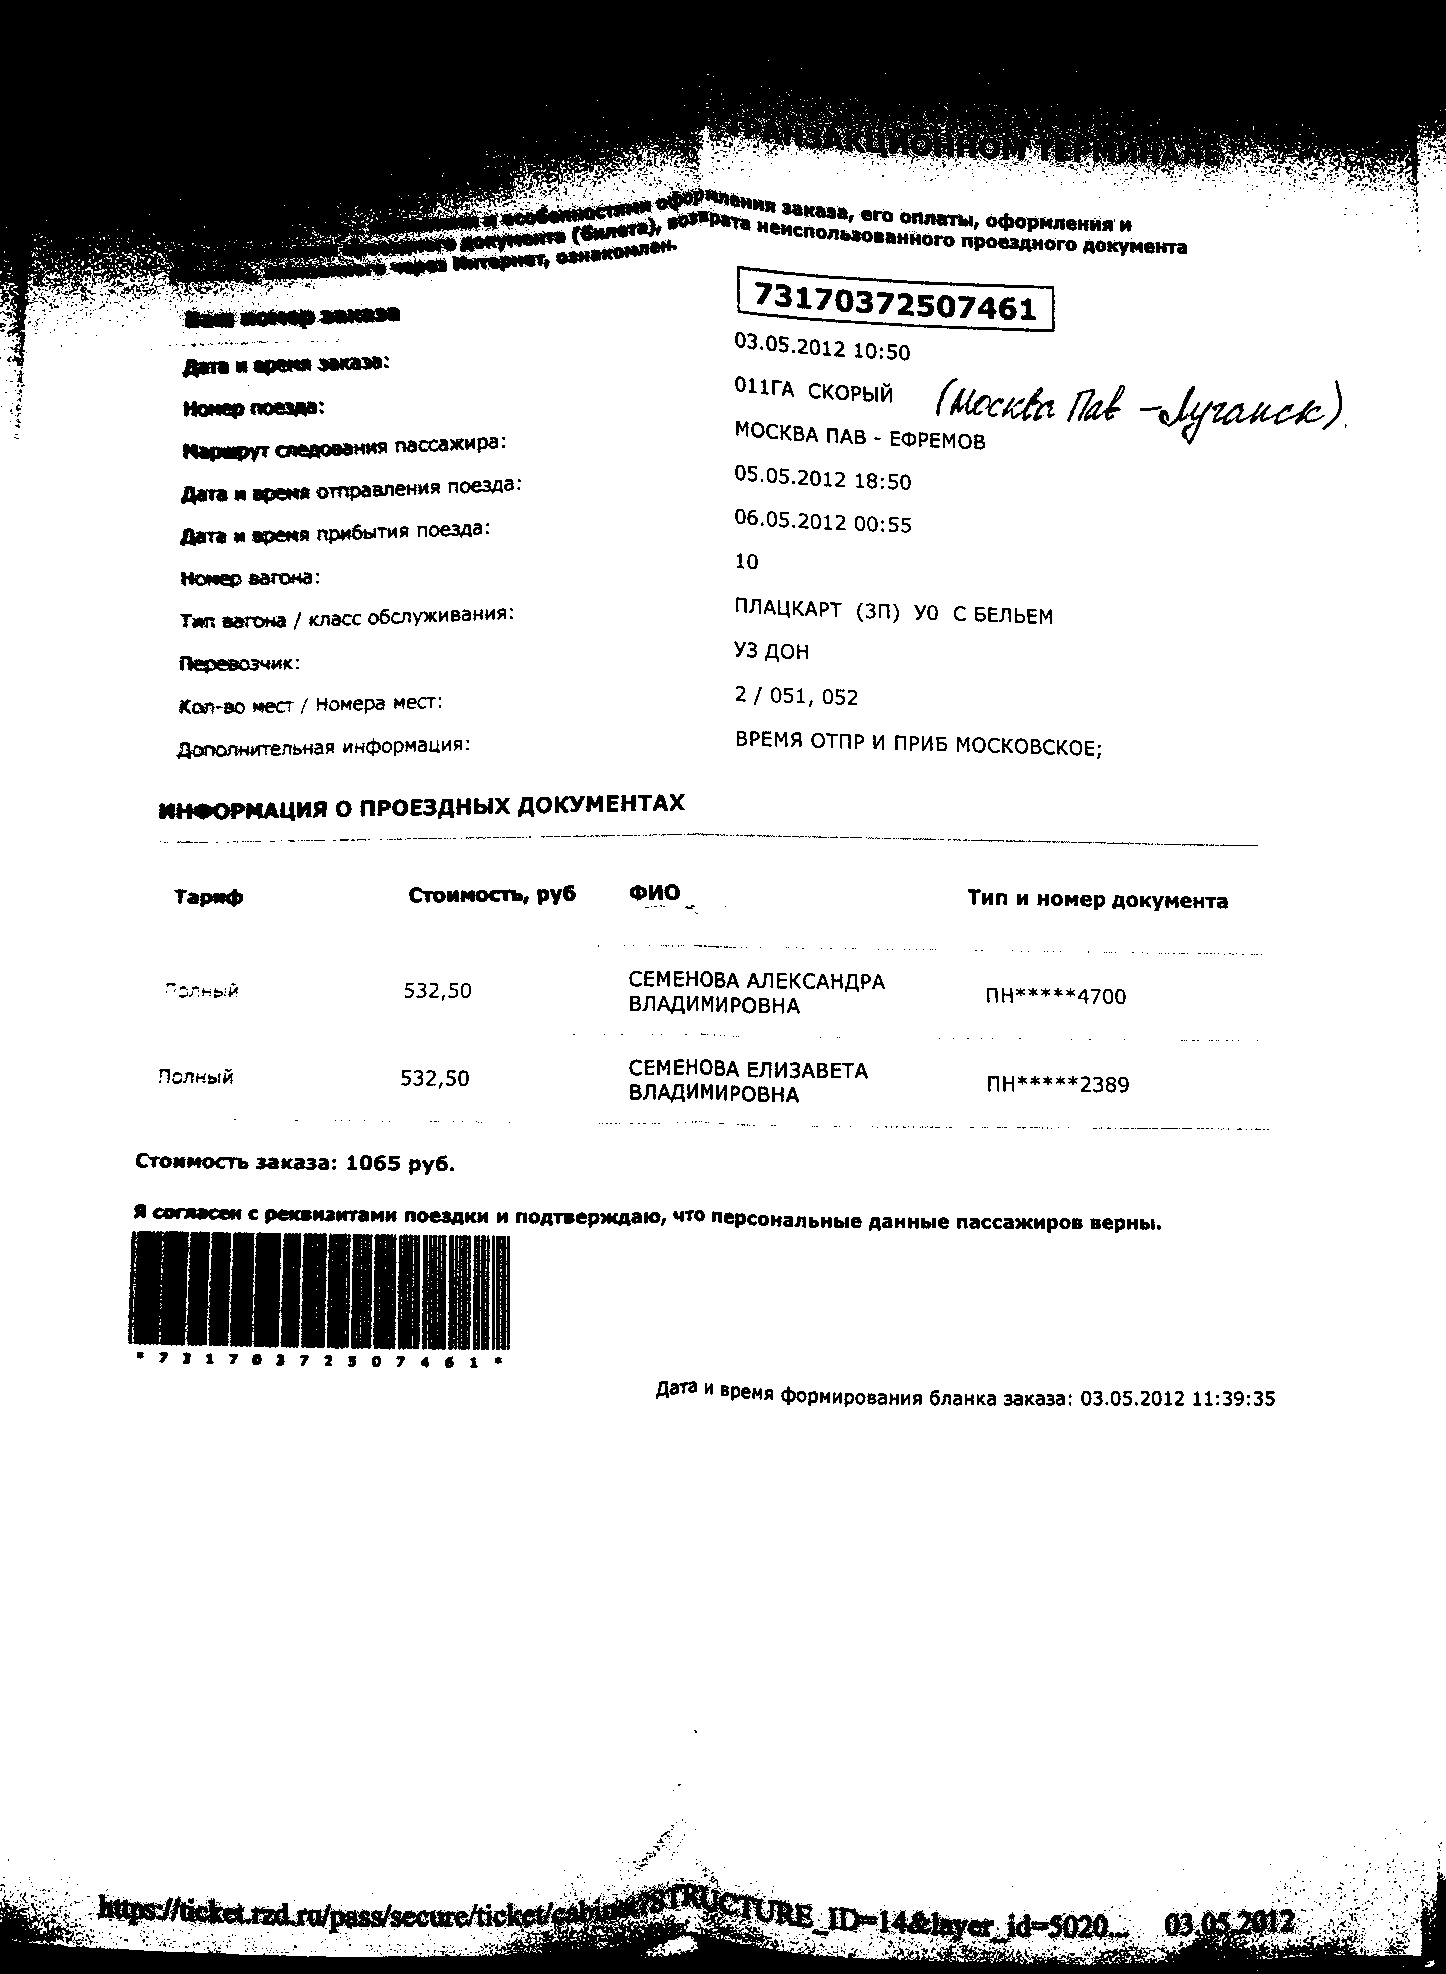 ТРАНЗАКЦИОННОМ ТЕРМИНАЛЕ
и особенностями оформления заказа, его оплаты, оформления и
документа (билета), возврата неиспользованного проездного документа
через Интернет, ознакомлен.
Ваш номер заказа 73170372507461
Дата и время заказа: 03.05.2012 10:50
Номер поезда: 011ГА СКОРЫЙ (Москва Пав - Луганск).
Маршрут следования пассажира: МОСКВА ПАВ - ЕФРЕМОВ
Дата и время отправления поезда: 05.05.2012 18:50
Дата и время прибытия поезда: 06.05.2012 00:55
Номер вагона: 10
Тип вагона / класс обслуживания: ПЛАЦКАРТ (3П) У0 С БЕЛЬЕМ
Перевозчик: УЗ ДОН
Кол-во мест / Номера мест: 2 / 051, 052
Дополнительная информация: ВРЕМЯ ОТПР И ПРИБ МОСКОВСКОЕ;
ИНФОРМАЦИЯ О ПРОЕЗДНЫХ ДОКУМЕНТАХ
Тариф Стоимость, руб ФИО Тип и номер документа
Полный 532,50 СЕМЕНОВА АЛЕКСАНДРА ПН*****4700
ВЛАДИМИРОВНА
Полный 532,50 СЕМЕНОВА ЕЛИЗАВЕТА ПН*****2389
ВЛАДИМИРОВНА
Стоимость заказа: 1065 руб.
Я согласен с реквизитами поездки и подтверждаю, что персональные данные пассажиров верны.
*73170372507461*
Дата и время формирования бланка заказа: 03.05.2012 11:39:35
https://ticket.rzd.ru/pass/secure/ticket/cabinet?STRUCTURE_ID=14&layer_id=5020... 03.05.2012